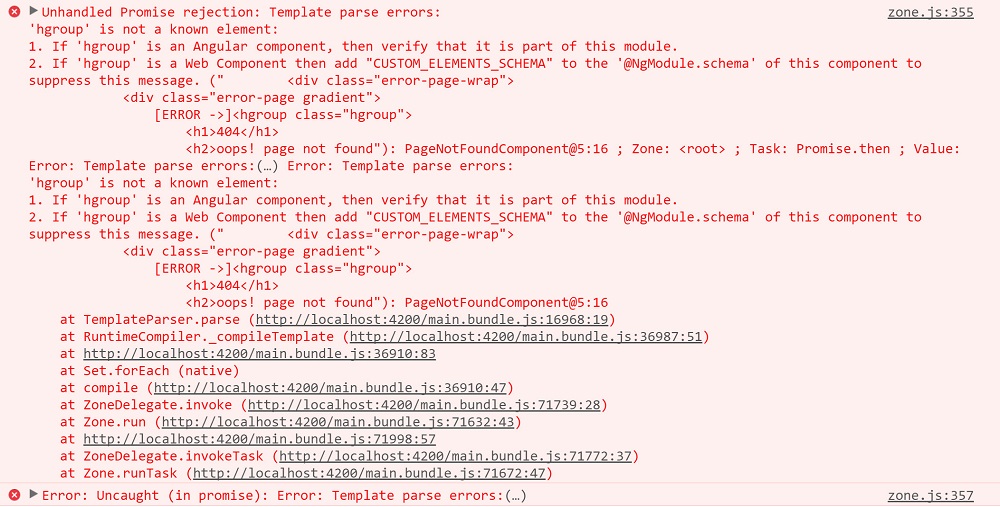 Unhandled Promise rejection: Template parse errors: zone.js:355
'hgroup' is not a known element:
1. If 'hgroup' is an Angular component, then verify that it is part of this module.
2. If 'hgroup' is a Web Component then add "CUSTOM_ELEMENTS_SCHEMA" to the '@NgModule.schema' of this component to
suppress this message. ("        <div class="error-page-wrap">
            <div class="error-page gradient">
                [ERROR ->]<hgroup class="hgroup">
                    <h1>404</h1>
                    <h2>oops! page not found"): PageNotFoundComponent@5:16 ; Zone: <root> ; Task: Promise.then ; Value:
Error: Template parse errors:(…) Error: Template parse errors:
'hgroup' is not a known element:
1. If 'hgroup' is an Angular component, then verify that it is part of this module.
2. If 'hgroup' is a Web Component then add "CUSTOM_ELEMENTS_SCHEMA" to the '@NgModule.schema' of this component to
suppress this message. ("        <div class="error-page-wrap">
            <div class="error-page gradient">
                [ERROR ->]<hgroup class="hgroup">
                    <h1>404</h1>
                    <h2>oops! page not found"): PageNotFoundComponent@5:16
    at TemplateParser.parse (http://localhost:4200/main.bundle.js:16968:19)
    at RuntimeCompiler._compileTemplate (http://localhost:4200/main.bundle.js:36987:51)
    at http://localhost:4200/main.bundle.js:36910:83
    at Set.forEach (native)
    at compile (http://localhost:4200/main.bundle.js:36910:47)
    at ZoneDelegate.invoke (http://localhost:4200/main.bundle.js:71739:28)
    at Zone.run (http://localhost:4200/main.bundle.js:71632:43)
    at http://localhost:4200/main.bundle.js:71998:57
    at ZoneDelegate.invokeTask (http://localhost:4200/main.bundle.js:71772:37)
    at Zone.runTask (http://localhost:4200/main.bundle.js:71672:47)
Error: Uncaught (in promise): Error: Template parse errors:(…) zone.js:357